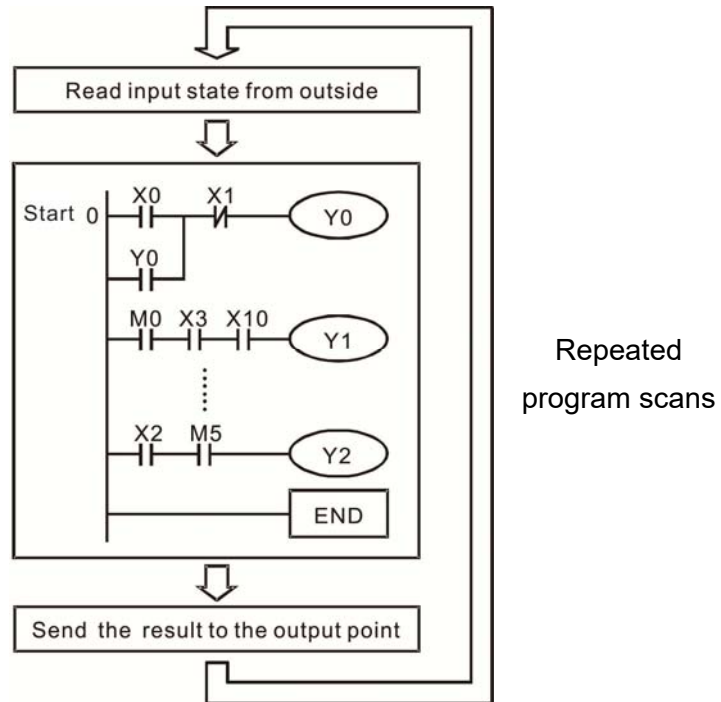 Read input state from outside
X0 X1
Start 0
Y0
Y0
M0 X3 X10
Y1
X2 M5
Y2
END
Send the result to the output point
Repeated
program scans